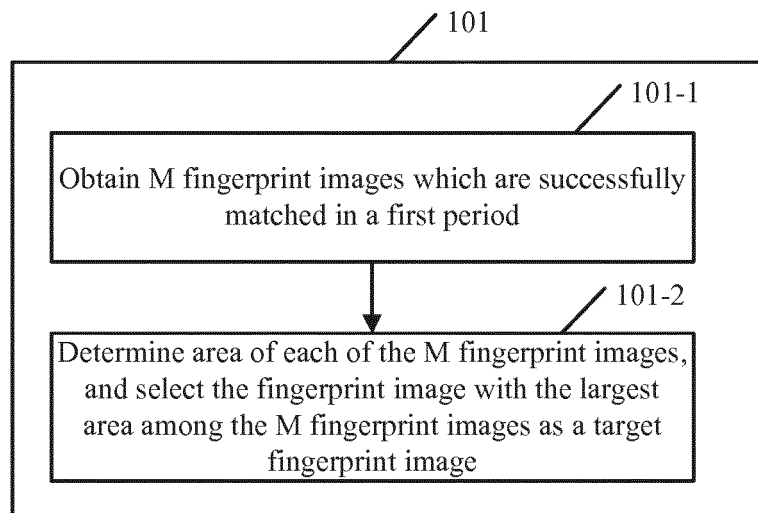 101
101-1
Obtain M fingerprint images which are successfully
matched in a first period
101-2
Determine area of each of the M fingerprint images,
and select the fingerprint image with the largest
area among the M fingerprint images as a target
fingerprint image